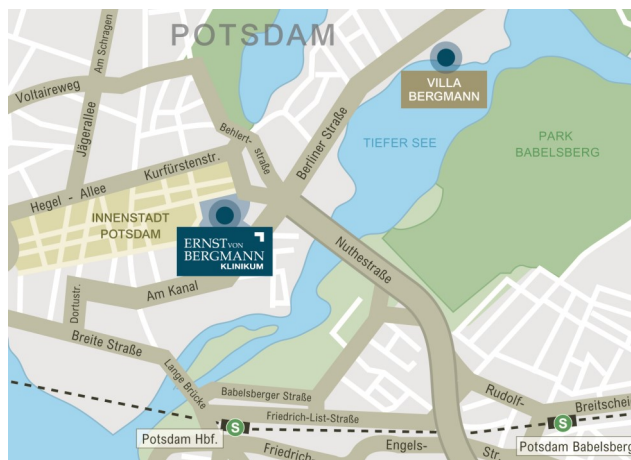 POTSDAM
Am Schragen
Voltaireweg
Jägerallee
VILLA
BERGMANN
Behlert-
straße
Berliner Straße
TIEFER SEE
PARK
BABELSBERG
Kurfürstenstr.
Hegel - Allee
INNENSTADT
POTSDAM
ERNST VON
BERGMANN
KLINIKUM
Nuthestraße
Am Kanal
Dortustr.
Breite Straße
Lange Brücke
Babelsberger Straße
Friedrich-List-Straße
Rudolf-
Breitscheid
S
Potsdam Hbf.
S
Potsdam Babelsberg
Friedrich-
Engels-
Str.